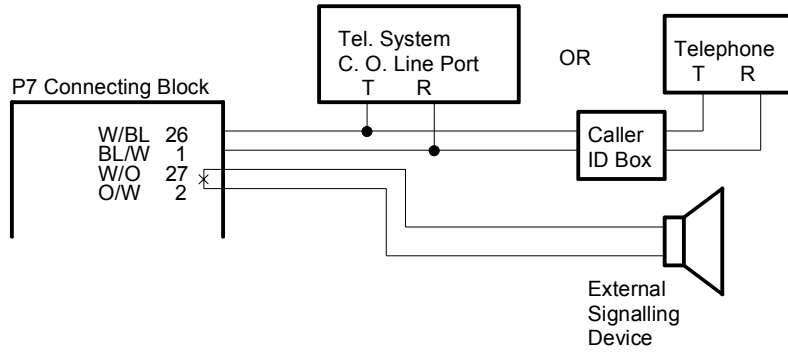 Tel. System
C. O. Line Port
T R
OR
Telephone
T R
P7 Connecting Block
W/BL 26
BL/W 1
W/O 27
O/W 2
Caller
ID Box
External
Signalling
Device